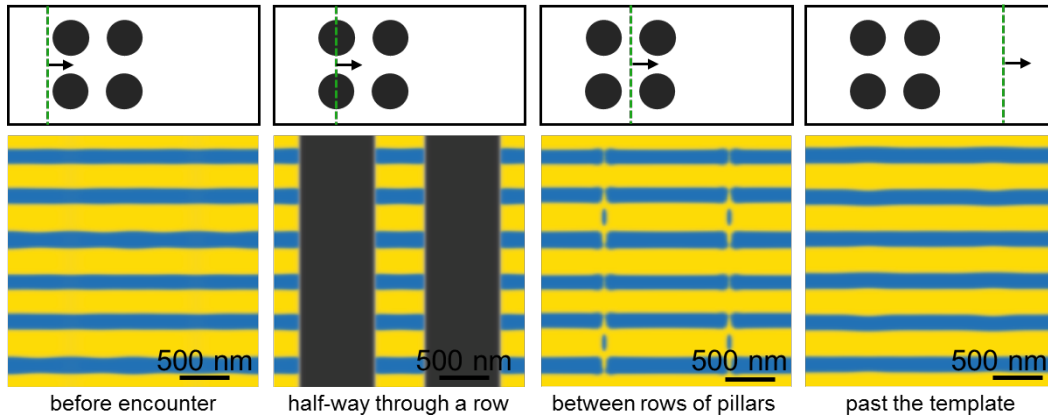 500 nm
500 nm
500 nm
500 nm
before encounter
half-way through a row
between rows of pillars
past the template